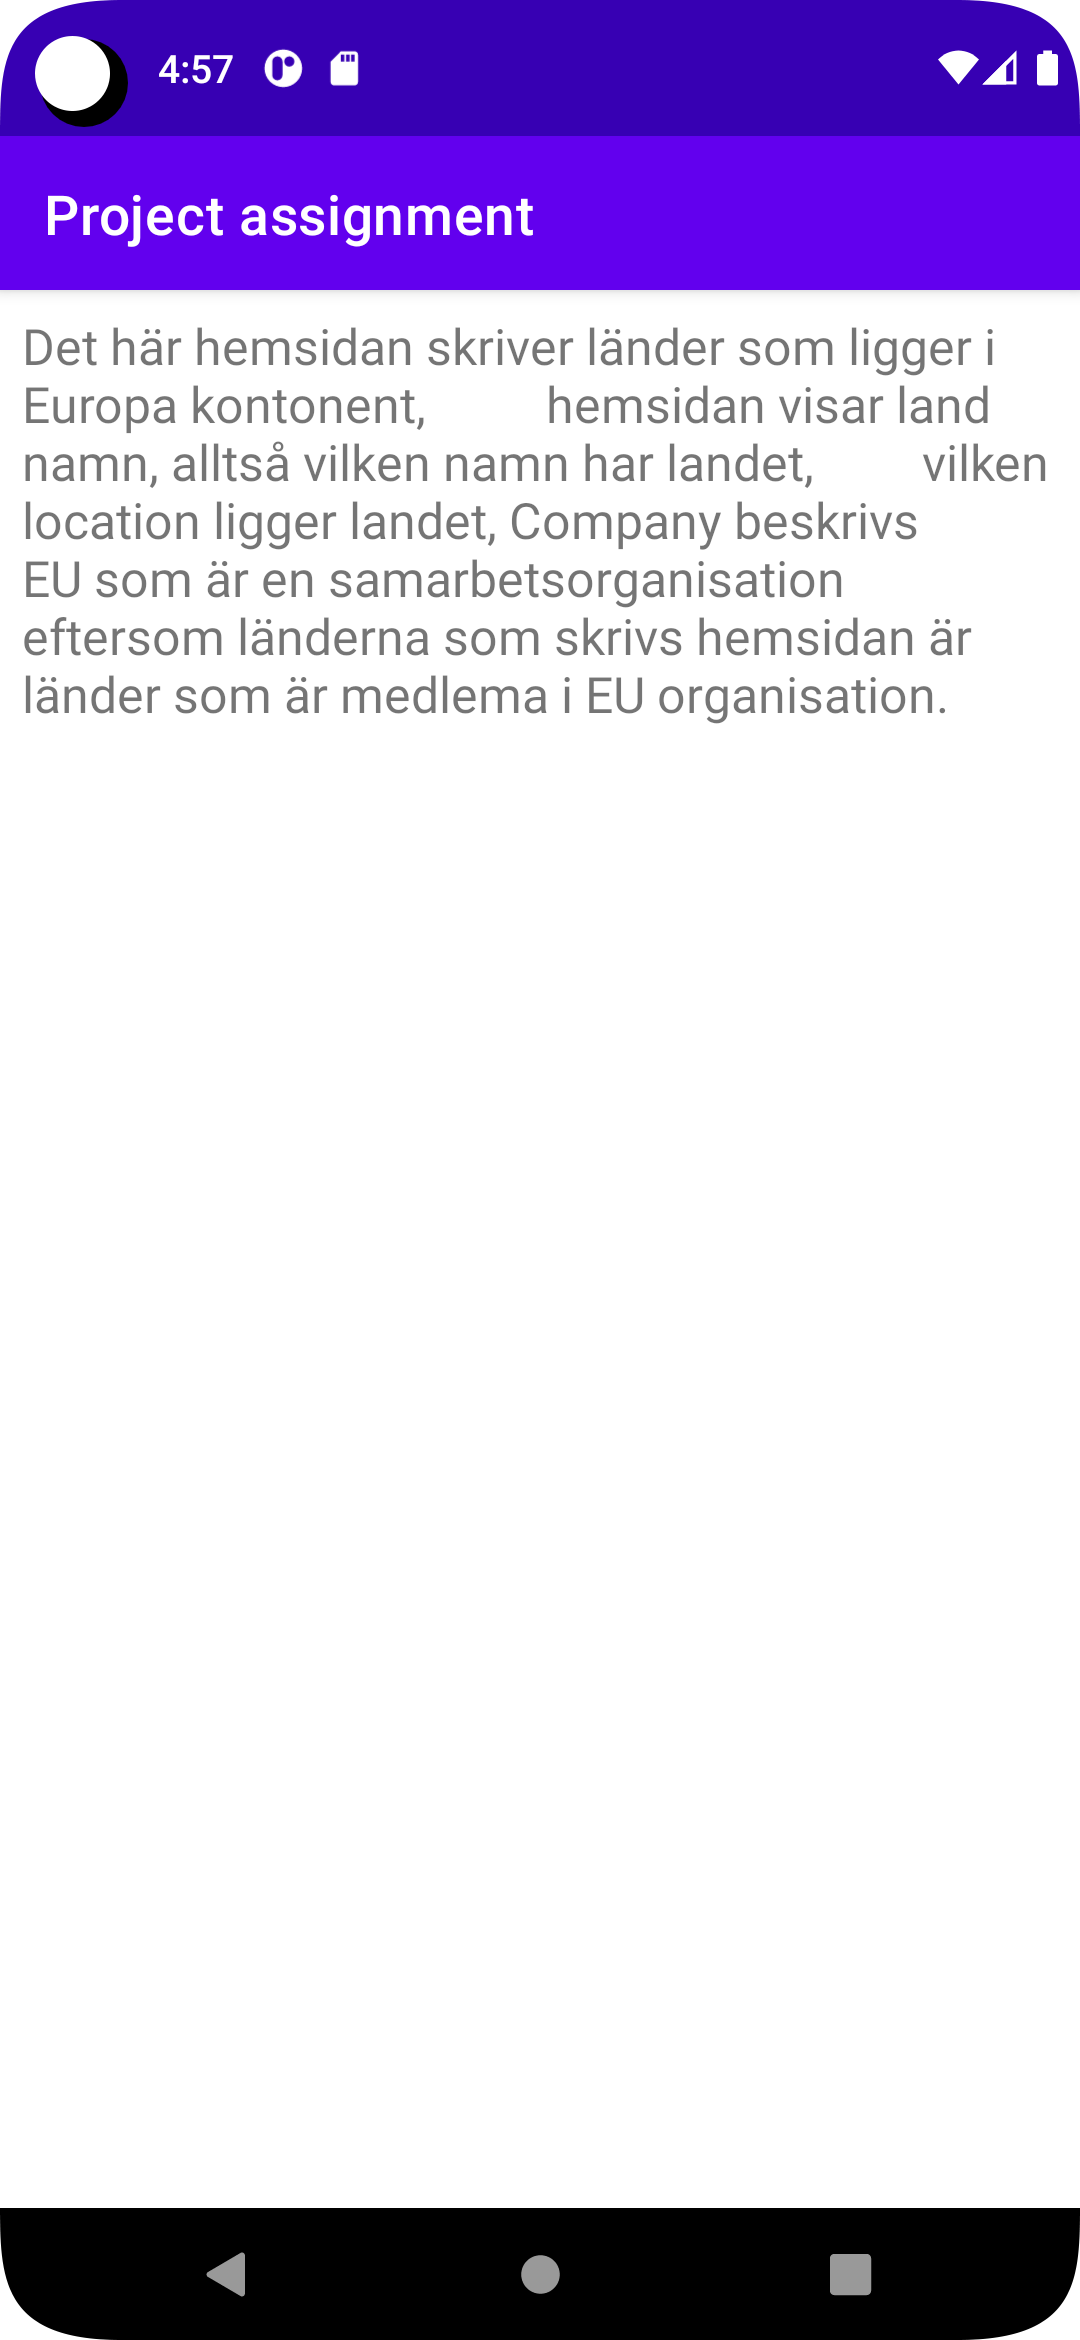 4:57
Project assignment
Det här hemsidan skriver länder som ligger i
Europa kontonent, hemsidan visar land
namn, alltså vilken namn har landet, vilken
location ligger landet, Company beskrivs
EU som är en samarbetsorganisation
eftersom länderna som skrivs hemsidan är
länder som är medlema i EU organisation.